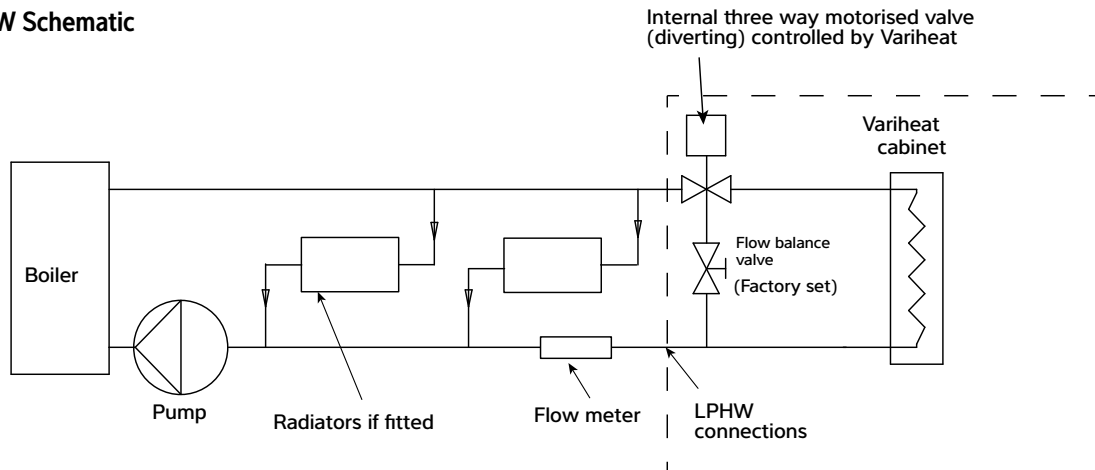 W Schematic
Internal three way motorised valve
(diverting) controlled by Variheat
Variheat
cabinet
Flow balance
valve
(Factory set)
Boiler
Pump
Radiators if fitted
Flow meter
LPHW
connections